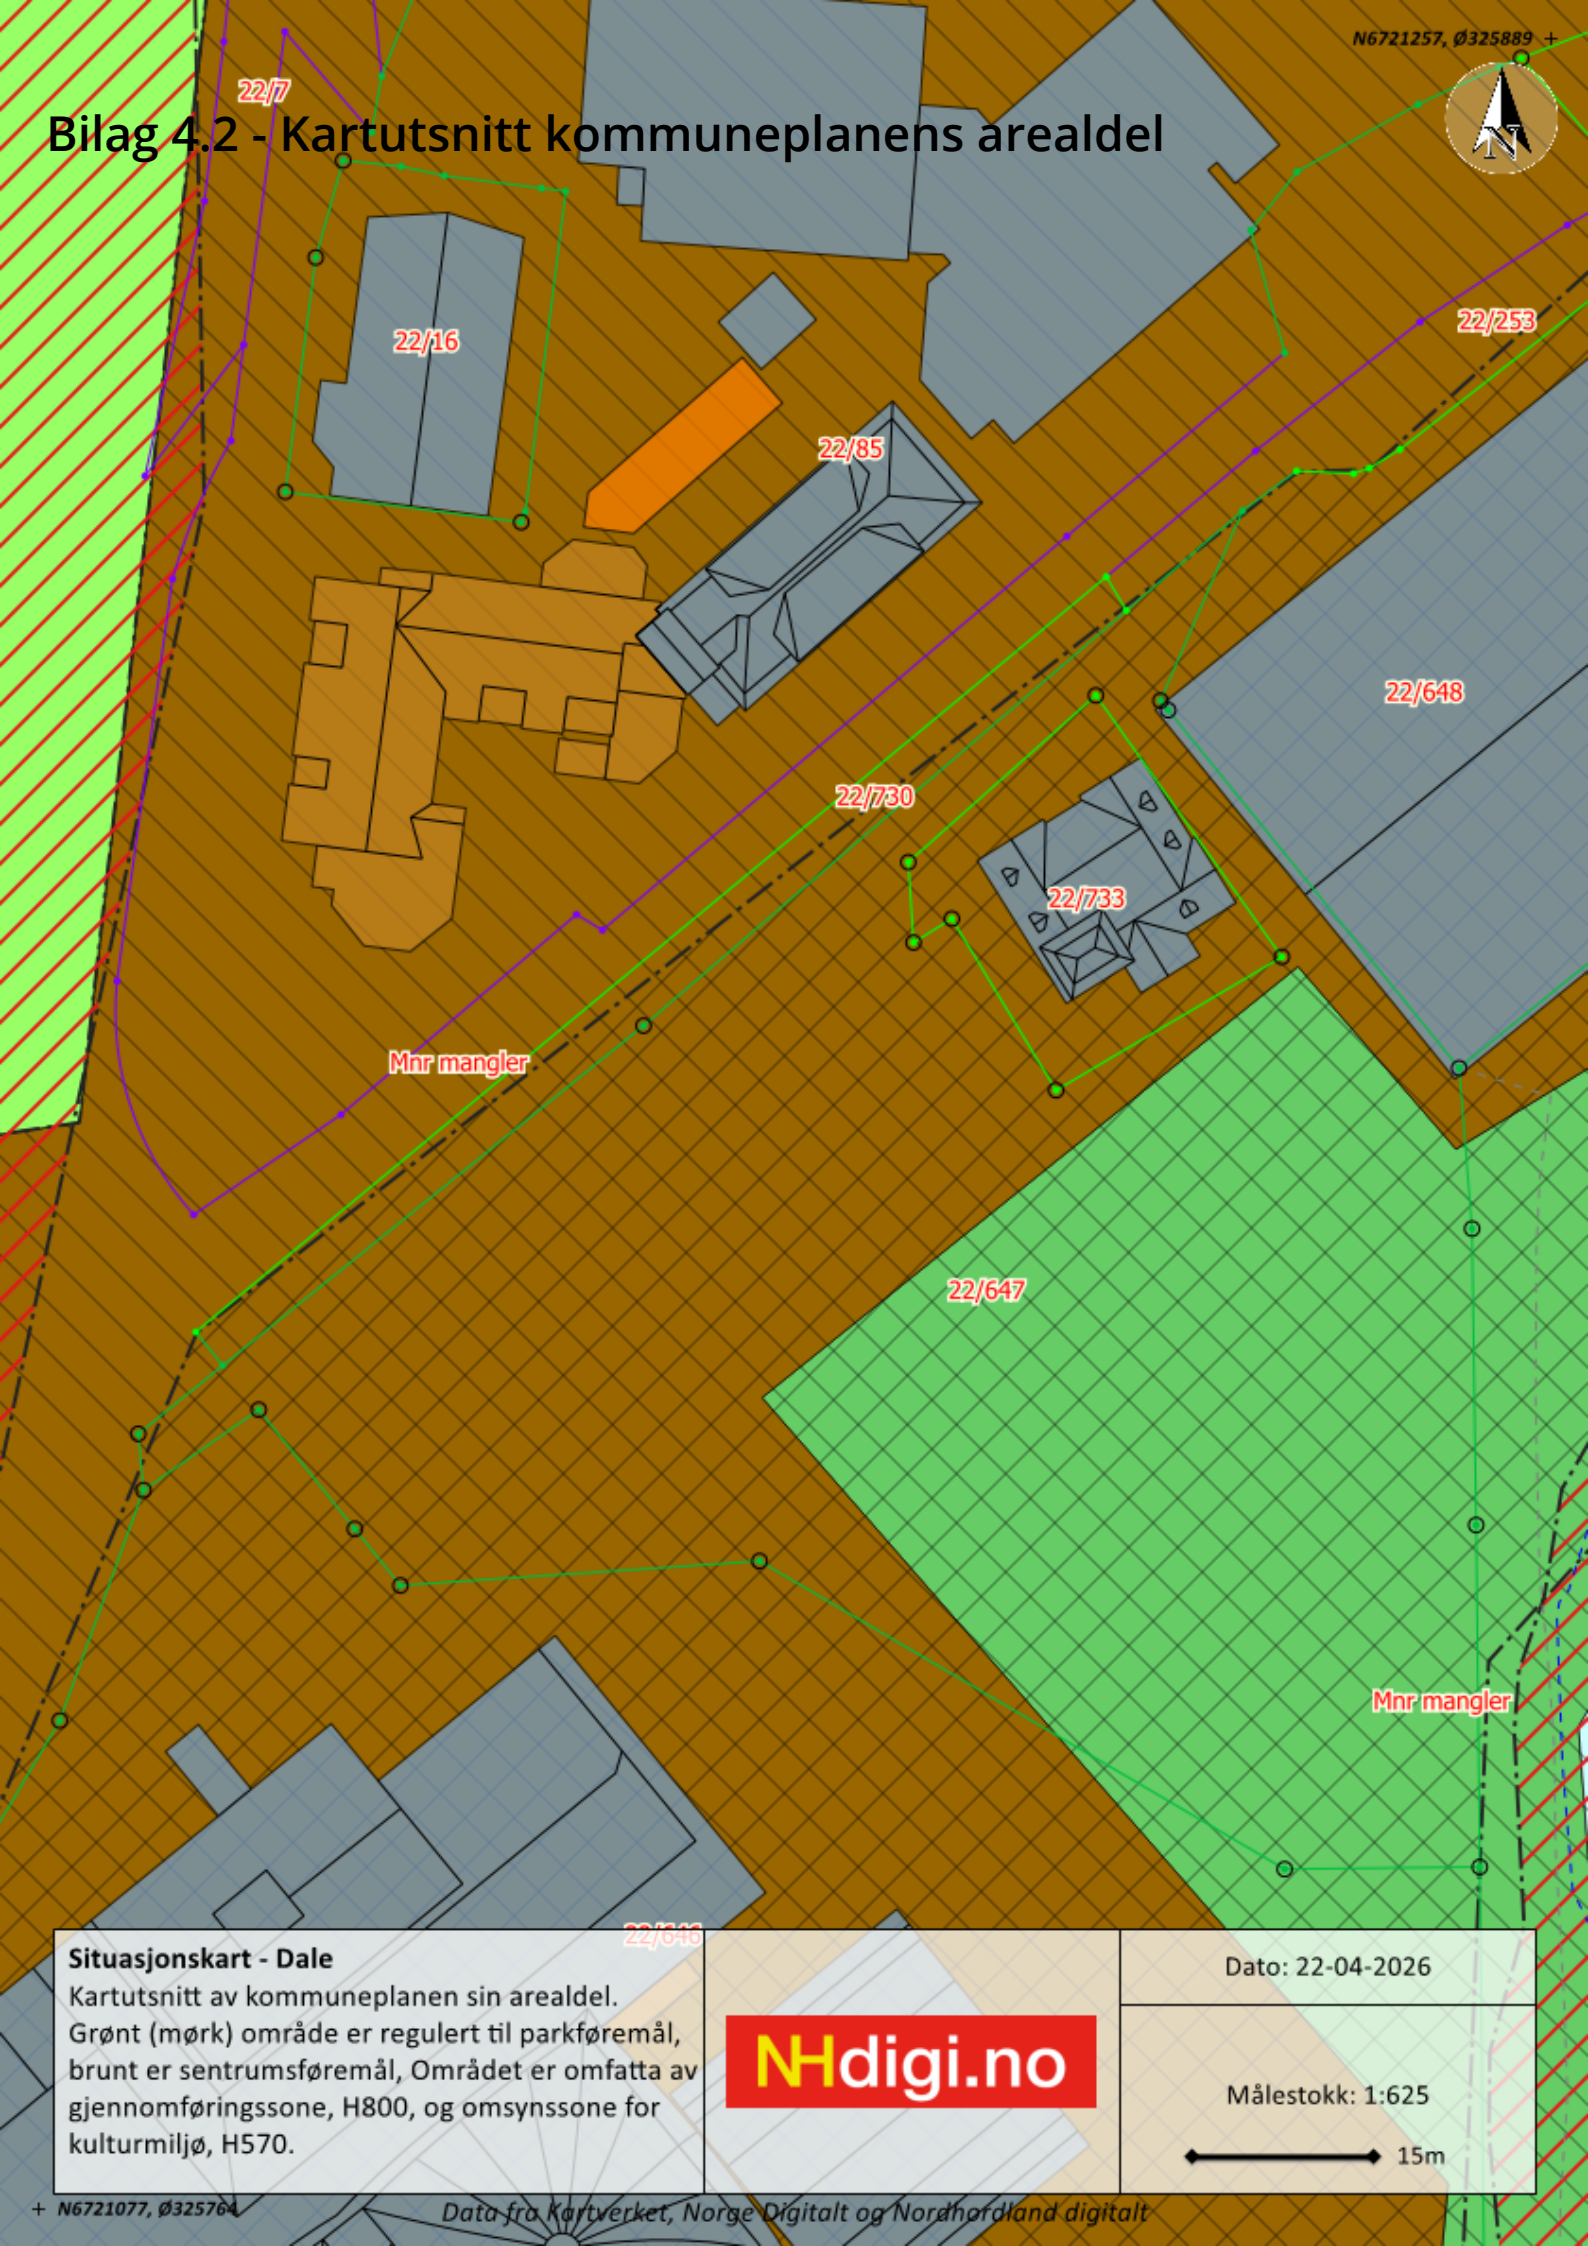 N6721257, Ø325889
22/7
Bilag 4.2 - Kartutsnitt kommuneplanens arealdel
N
22/16
22/253
22/85
22/648
22/730
22/733
Mnr mangler
22/647
Mnr mangler
22/646
Situasjonskart - Dale
Kartutsnitt av kommuneplanen sin arealdel.
Grønt (mørk) område er regulert til parkføremål,
brunt er sentrumsføremål, Området er omfatta av
gjennomføringssone, H800, og omsynssone for
kulturmiljø, H570.
NHdigi.no
Dato: 22-04-2026
Målestokk: 1:625
15m
N6721077, Ø325764
Data fra Kartverket, Norge Digitalt og Nordhordland digitalt